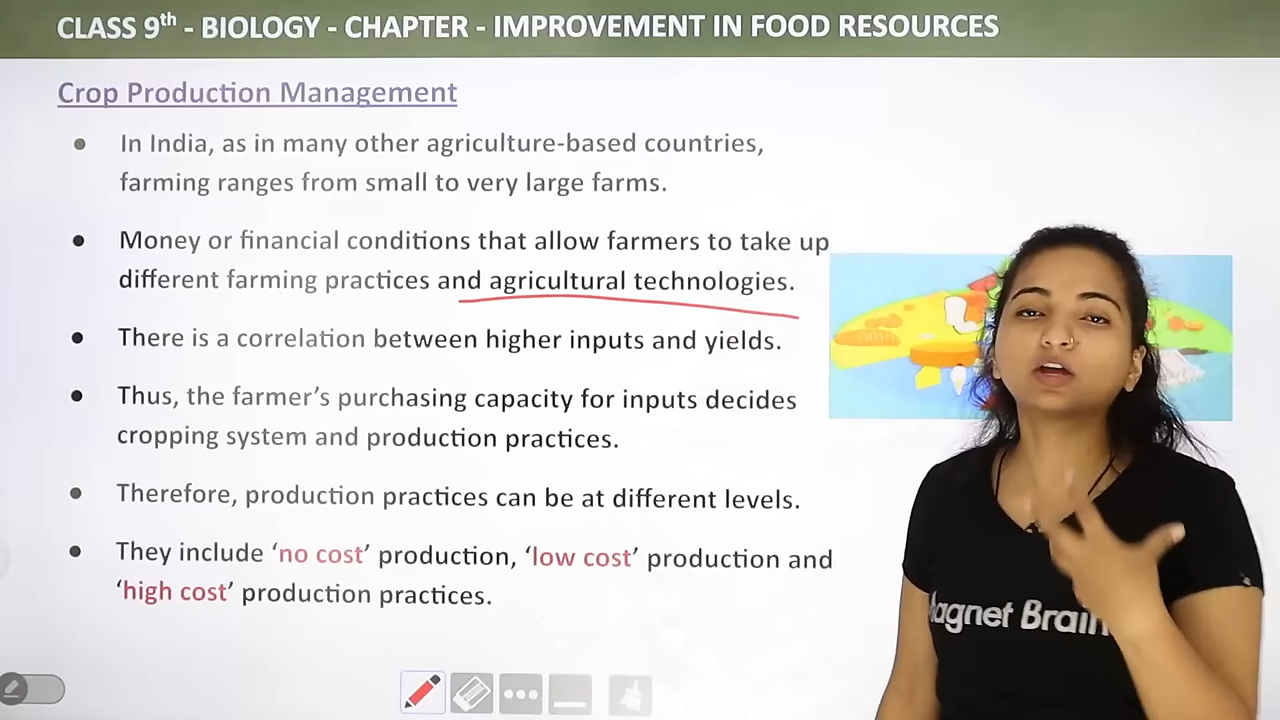 CLASS 9th - BIOLOGY - CHAPTER - IMPROVEMENT IN FOOD RESOURCES
Crop Production Management
• In India, as in many other agriculture-based countries,
farming ranges from small to very large farms.
• Money or financial conditions that allow farmers to take up
different farming practices and agricultural technologies.
• There is a correlation between higher inputs and yields.
• Thus, the farmer’s purchasing capacity for inputs decides
cropping system and production practices.
• Therefore, production practices can be at different levels.
• They include ‘no cost’ production, ‘low cost’ production and
‘high cost’ production practices.
Magnet Brain